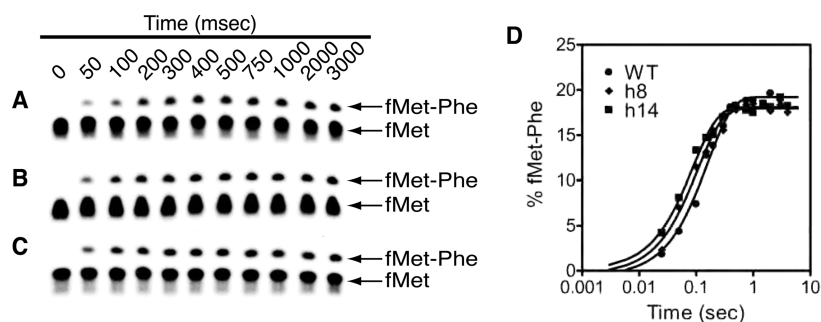 Time (msec)
0 50 100 200 300 400 500 750 1000 2000 3000
A
fMet-Phe
fMet
B
fMet-Phe
fMet
C
fMet-Phe
fMet
D
25
20
15
10
5
0
% fMet-Phe
WT
h8
h14
0.001 0.01 0.1 1 10
Time (sec)